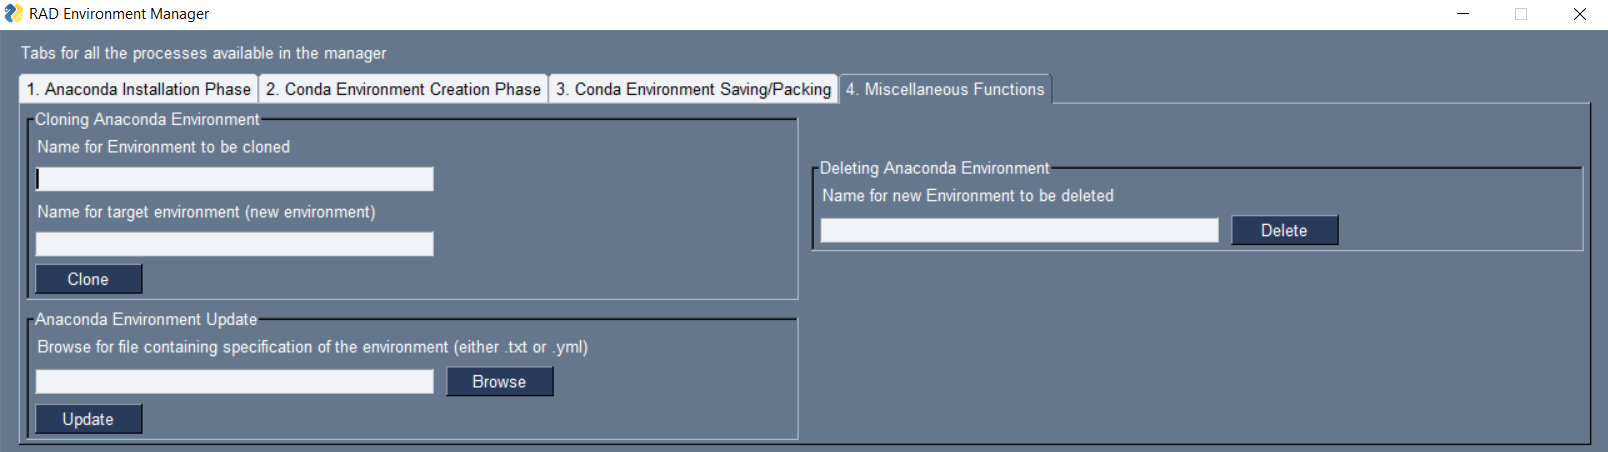 RAD Environment Manager
Tabs for all the processes available in the manager
1. Anaconda Installation Phase 2. Conda Environment Creation Phase 3. Conda Environment Saving/Packing 4. Miscellaneous Functions
Cloning Anaconda Environment
Name for Environment to be cloned
Name for target environment (new environment)
Clone
Anaconda Environment Update
Browse for file containing specification of the environment (either .txt or .yml)
Browse
Update
Deleting Anaconda Environment
Name for new Environment to be deleted
Delete